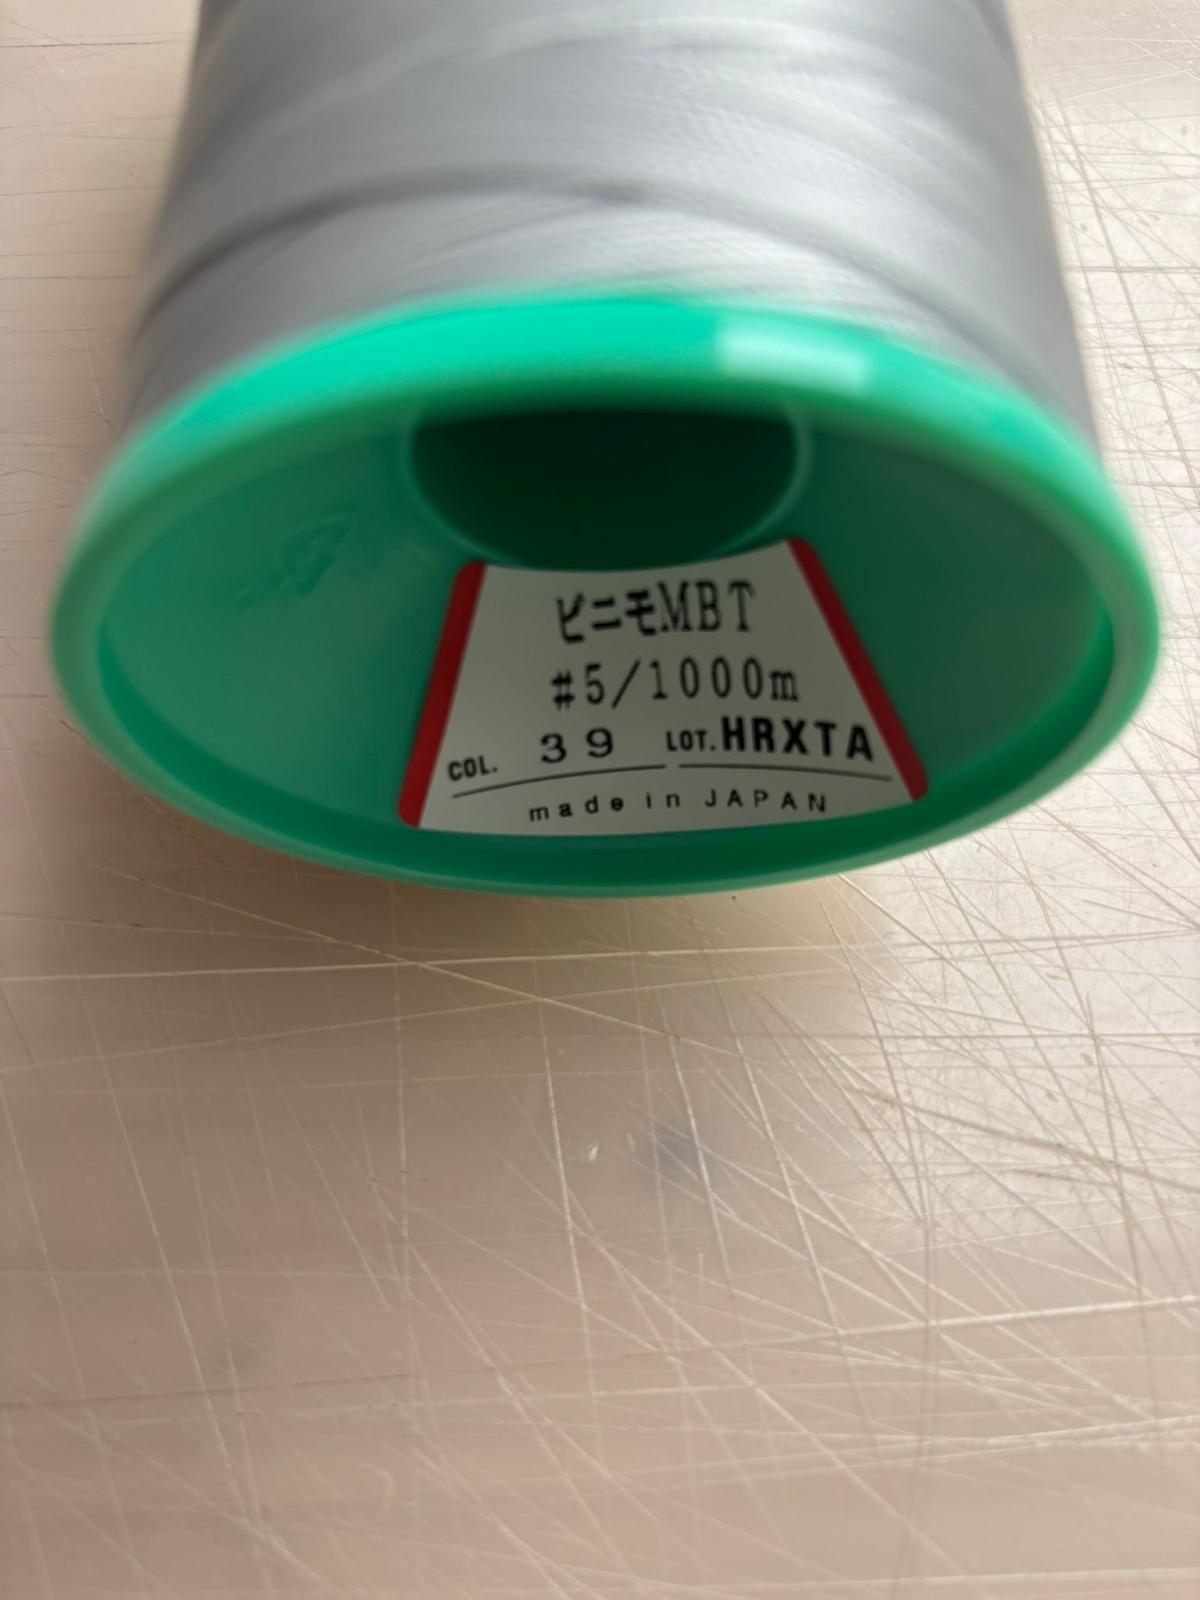 ビニモMBT
#5/1000m
COL. 39 LOT. HRXTA
made in JAPAN